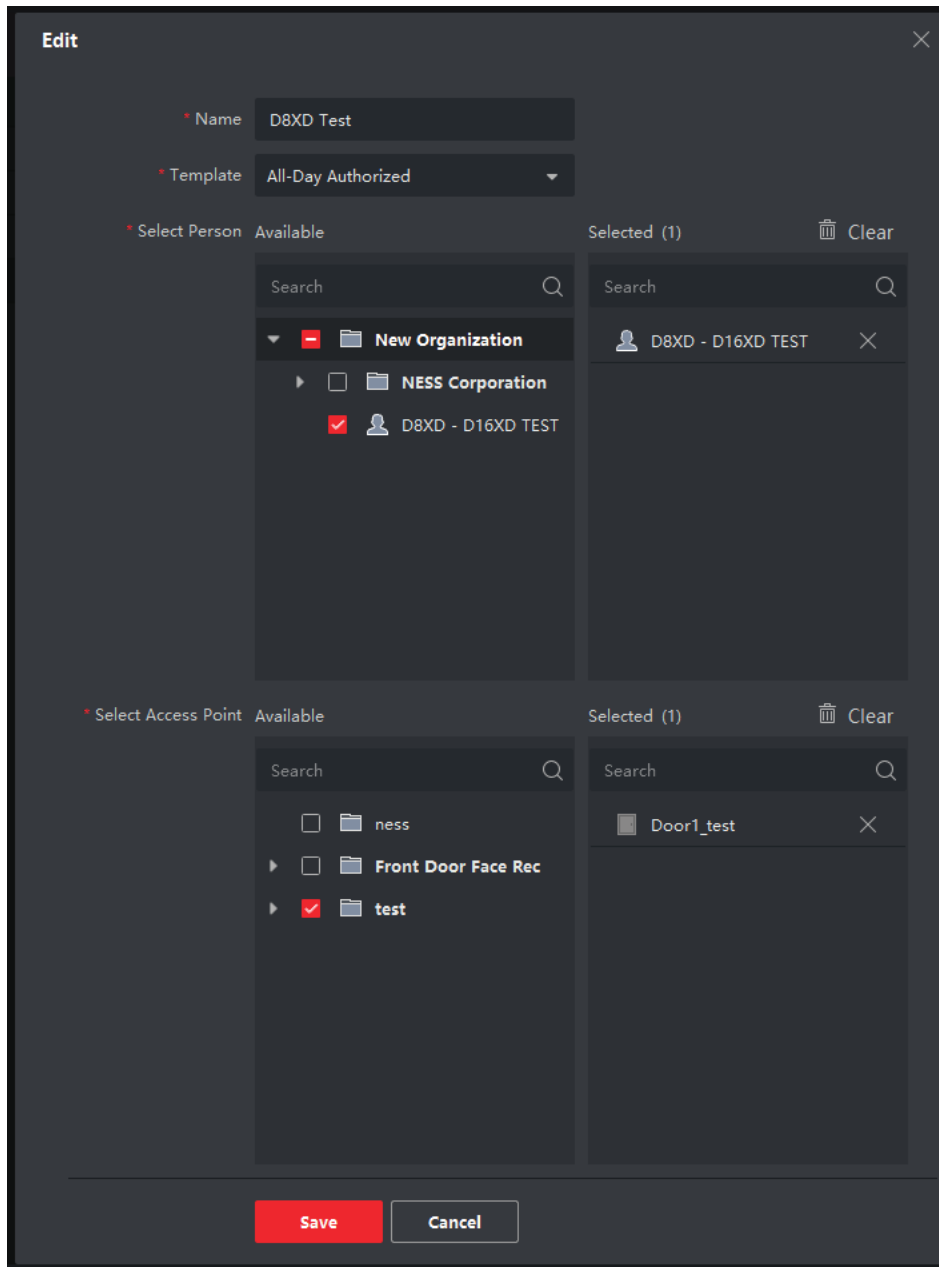 Edit
* Name D8XD Test
* Template All-Day Authorized
* Select Person Available Selected (1) Clear
Search Search
New Organization D8XD - D16XD TEST
NESS Corporation
D8XD - D16XD TEST
* Select Access Point Available Selected (1) Clear
Search Search
ness Door1_test
Front Door Face Rec
test
Save Cancel